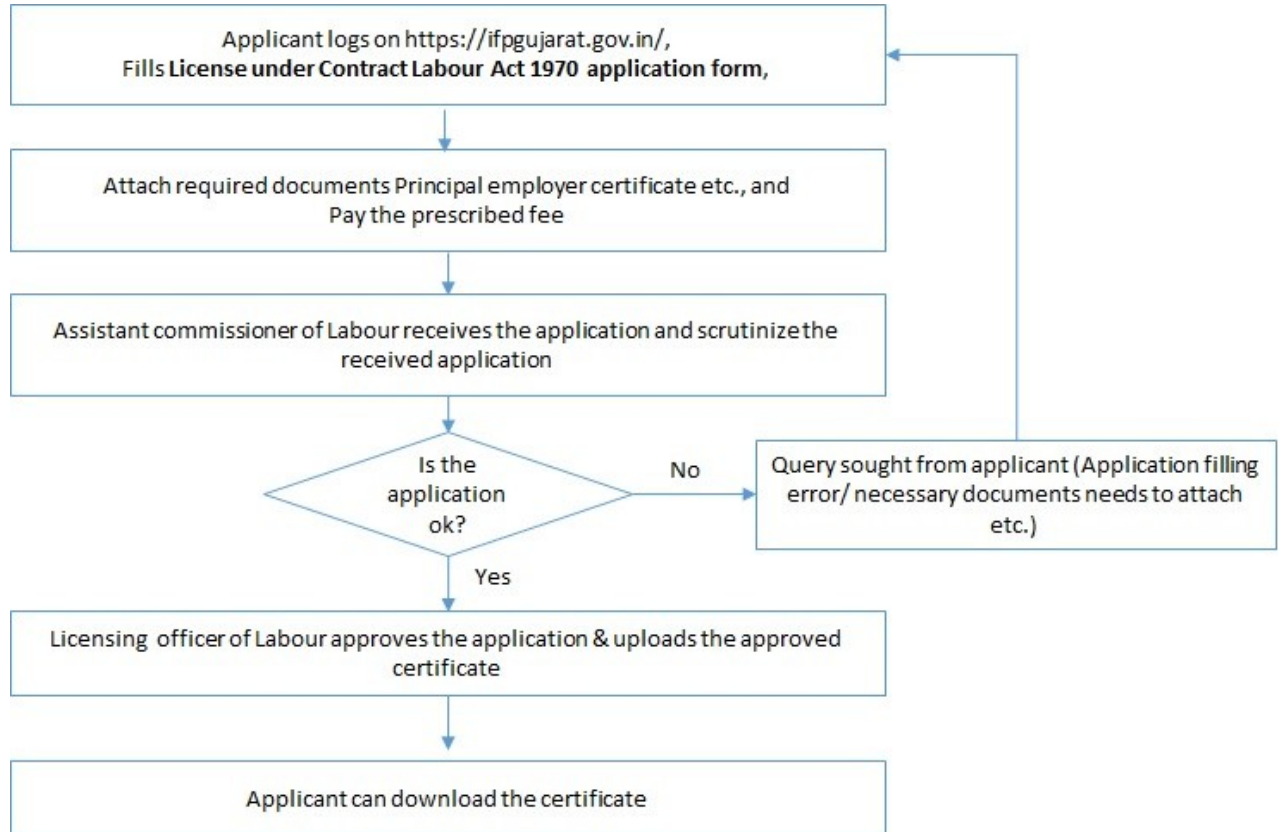 Applicant logs on https://ifpgujarat.gov.in/,
Fills License under Contract Labour Act 1970 application form,
Attach required documents Principal employer certificate etc., and
Pay the prescribed fee
Assistant commissioner of Labour receives the application and scrutinize the
received application
Is the
application
ok?
No
Query sought from applicant (Application filling
error/ necessary documents needs to attach
etc.)
Yes
Licensing officer of Labour approves the application & uploads the approved
certificate
Applicant can download the certificate